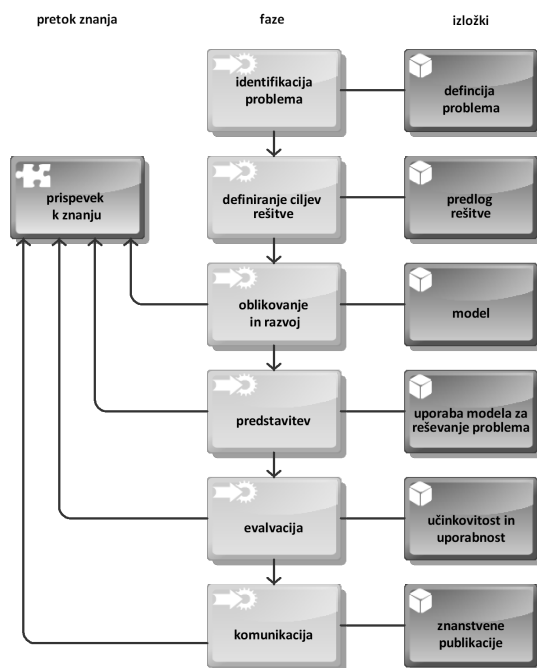 pretok znanja
faze
izložki
identifikacija
problema
defincija
problema
prispevek
k znanju
definiranje ciljev
rešitve
predlog
rešitve
oblikovanje
in razvoj
model
predstavitev
uporaba modela za
reševanje problema
evalvacija
učinkovitost in
uporabnost
komunikacija
znanstvene
publikacije